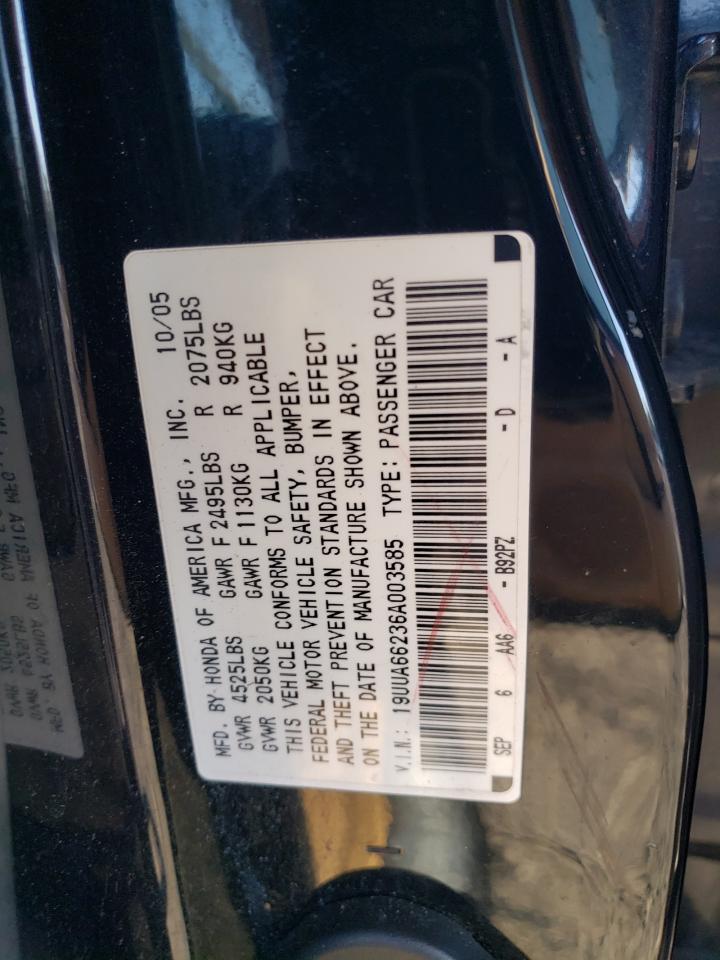 MFD. BY HONDA OF AMERICA MFG., INC. 10/05
GVWR 4525LBS GAWR F 2495LBS R 2075LBS
GVWR 2050KG GAWR F 1130KG R 940KG
THIS VEHICLE CONFORMS TO ALL APPLICABLE
FEDERAL MOTOR VEHICLE SAFETY, BUMPER,
AND THEFT PREVENTION STANDARDS IN EFFECT
ON THE DATE OF MANUFACTURE SHOWN ABOVE.
V.I.N.: 19UUA66236A003585 TYPE: PASSENGER CAR
SEP 6 AA6 - B92PZ - D - A